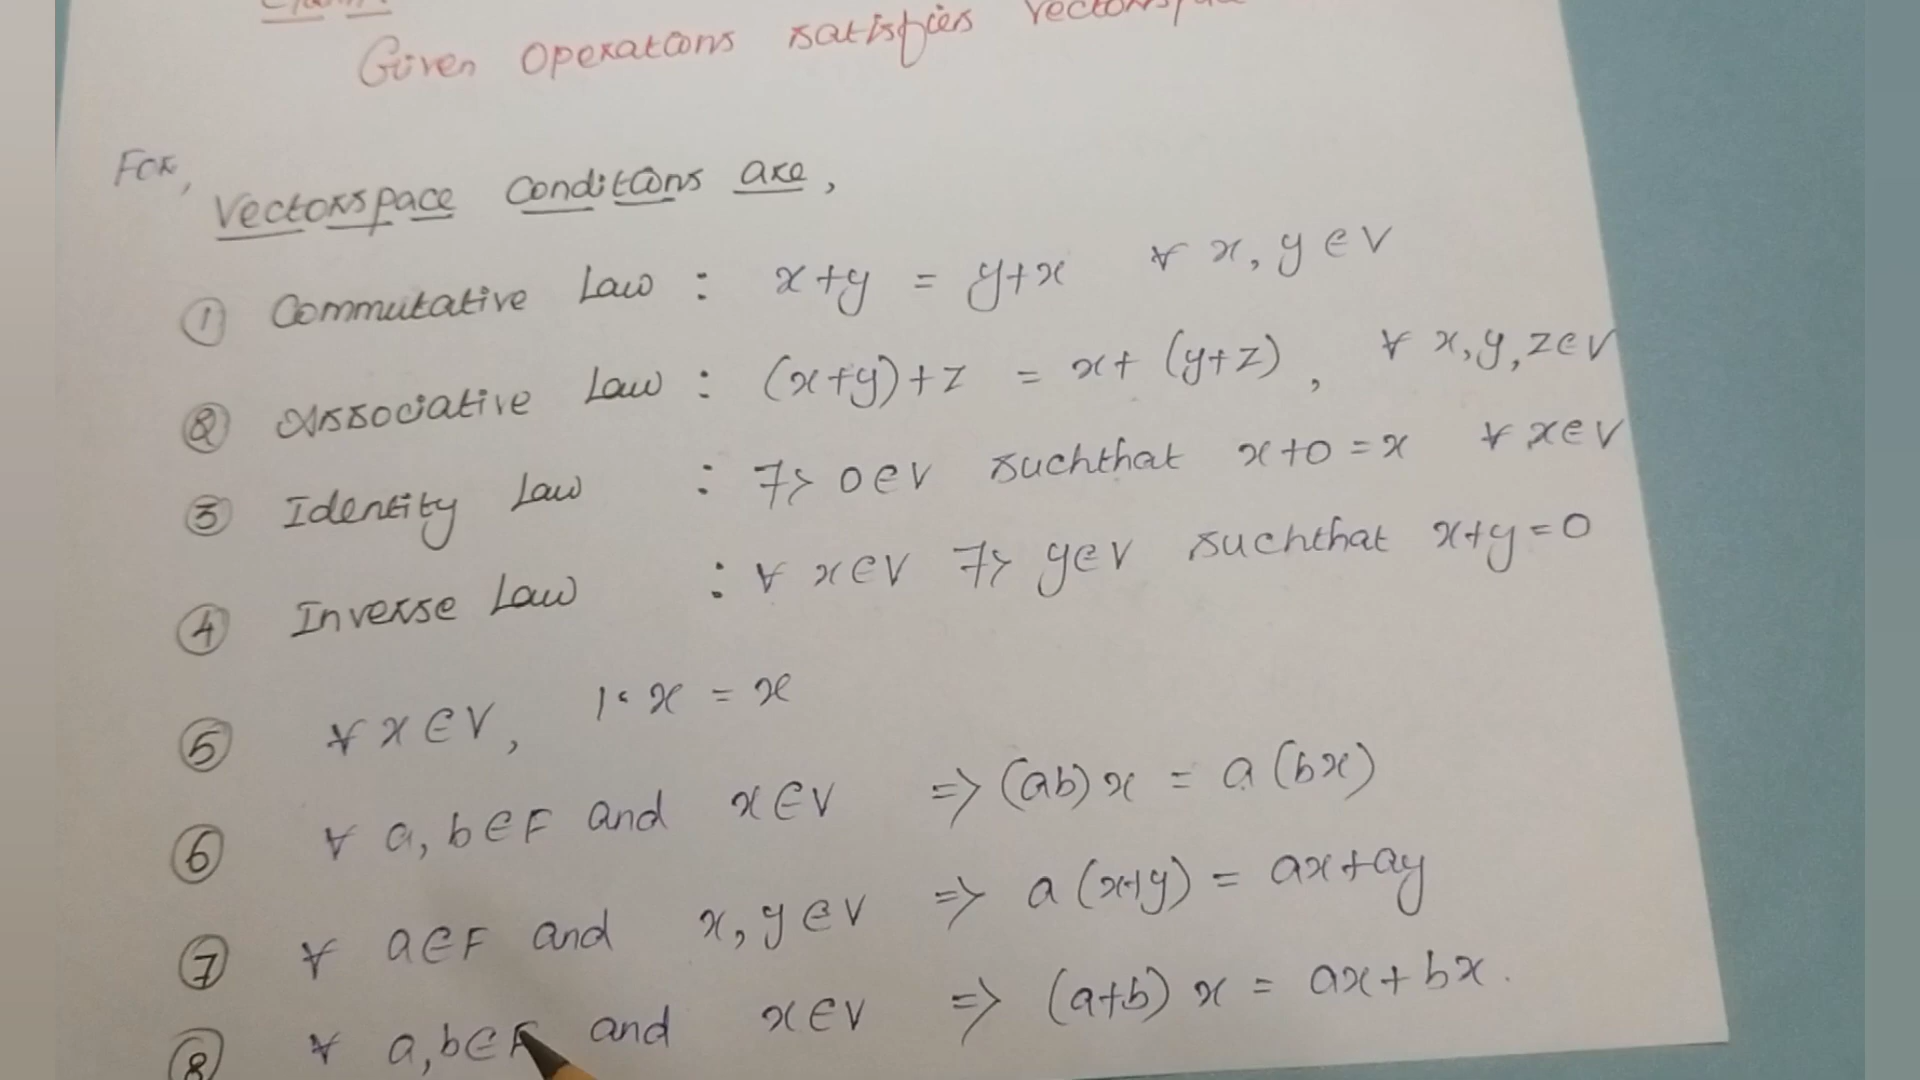 Given Operations satisfies
For,
Vectorspace Conditions are,
① Commutative Law : x+y = y+x ∀ x, y ∈ V
② Associative Law : (x+y)+z = x+(y+z), ∀ x,y,z∈V
③ Identity Law : ∃ 0∈V suchthat x+0=x ∀ x∈V
④ Inverse Law : ∀ x∈V ∃ y∈V suchthat x+y=0
⑤ ∀ x∈V, 1·x = x
⑥ ∀ a, b∈F and x∈V => (ab)x = a(bx)
⑦ ∀ a∈F and x, y∈V => a(x+y) = ax+ay
⑧ ∀ a,b∈F and x∈V => (a+b)x = ax+bx.